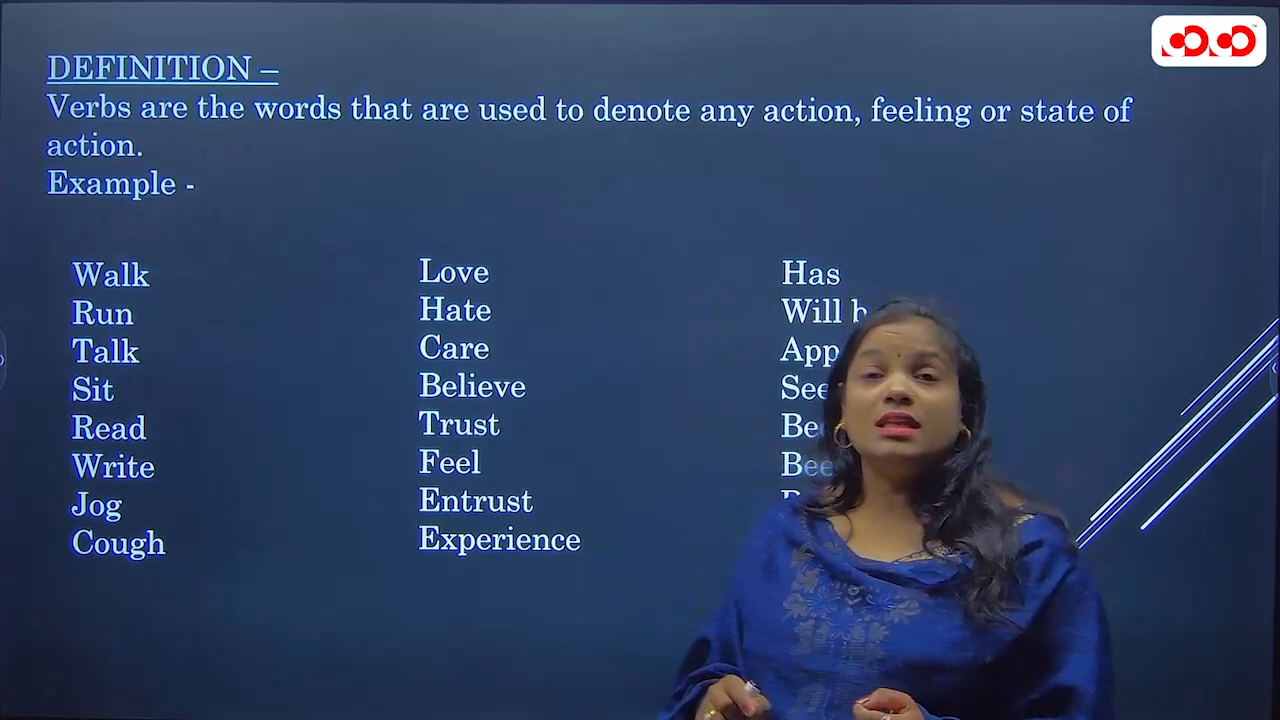 DEFINITION –
Verbs are the words that are used to denote any action, feeling or state of
action.
Example -
Walk
Run
Talk
Sit
Read
Write
Jog
Cough
Love
Hate
Care
Believe
Trust
Feel
Entrust
Experience
Has
Will